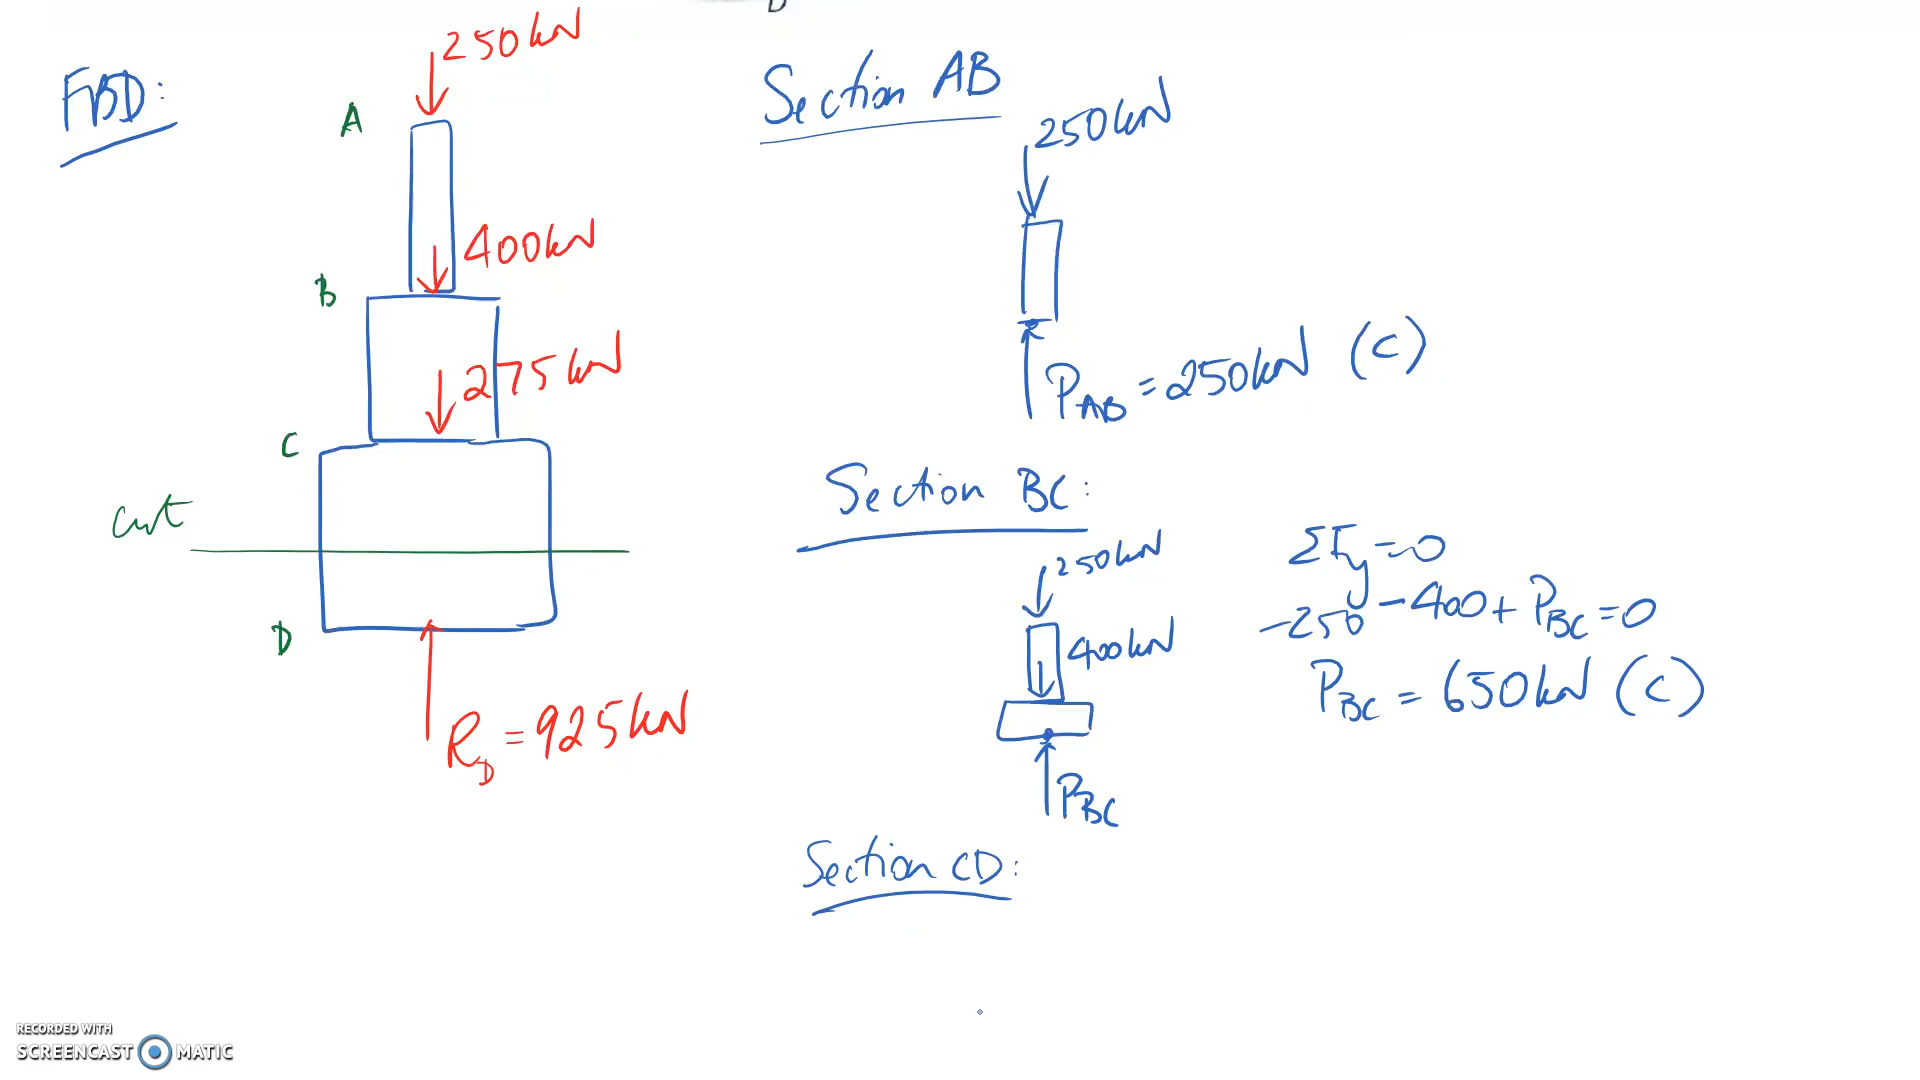 D
FBD:
250kN
A
400kN
B
275kN
C
cut
D
R_D = 925kN
Section AB
250kN
P_AB = 250kN (C)
Section BC:
250kN
400kN
P_BC
ΣFy = 0
-250 - 400 + P_BC = 0
P_BC = 650kN (C)
Section CD:
RECORDED WITH
SCREENCAST MATIC